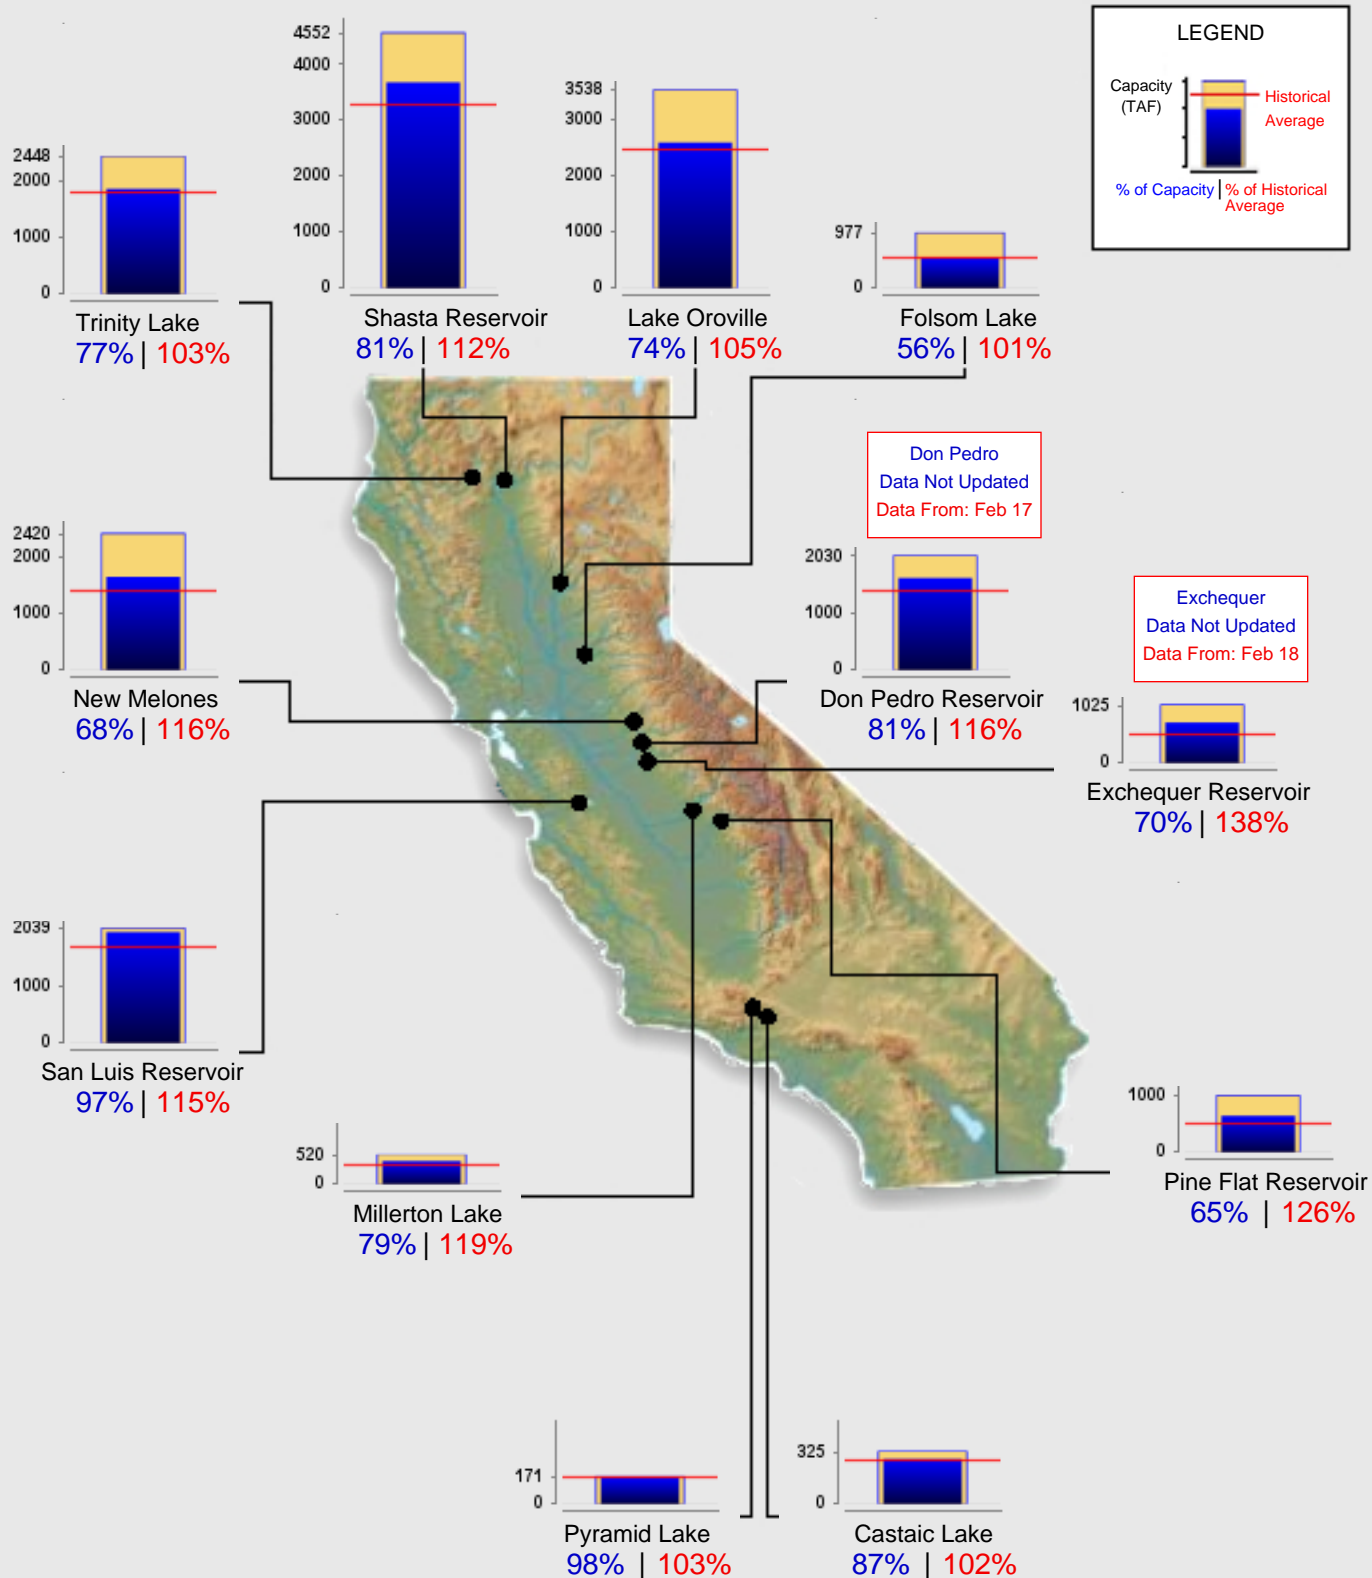 LEGEND
Capacity
(TAF)
Historical
Average
% of Capacity | % of Historical
Average
4552
4000
3000
2000
1000
0
Shasta Reservoir
81% | 112%
3538
3000
2000
1000
0
Lake Oroville
74% | 105%
977
0
Folsom Lake
56% | 101%
2448
2000
1000
0
Trinity Lake
77% | 103%
Don Pedro
Data Not Updated
Data From: Feb 17
2030
1000
0
Don Pedro Reservoir
81% | 116%
2420
2000
1000
0
New Melones
68% | 116%
Exchequer
Data Not Updated
Data From: Feb 18
1025
0
Exchequer Reservoir
70% | 138%
2039
1000
0
San Luis Reservoir
97% | 115%
520
0
Millerton Lake
79% | 119%
1000
0
Pine Flat Reservoir
65% | 126%
171
0
Pyramid Lake
98% | 103%
325
0
Castaic Lake
87% | 102%